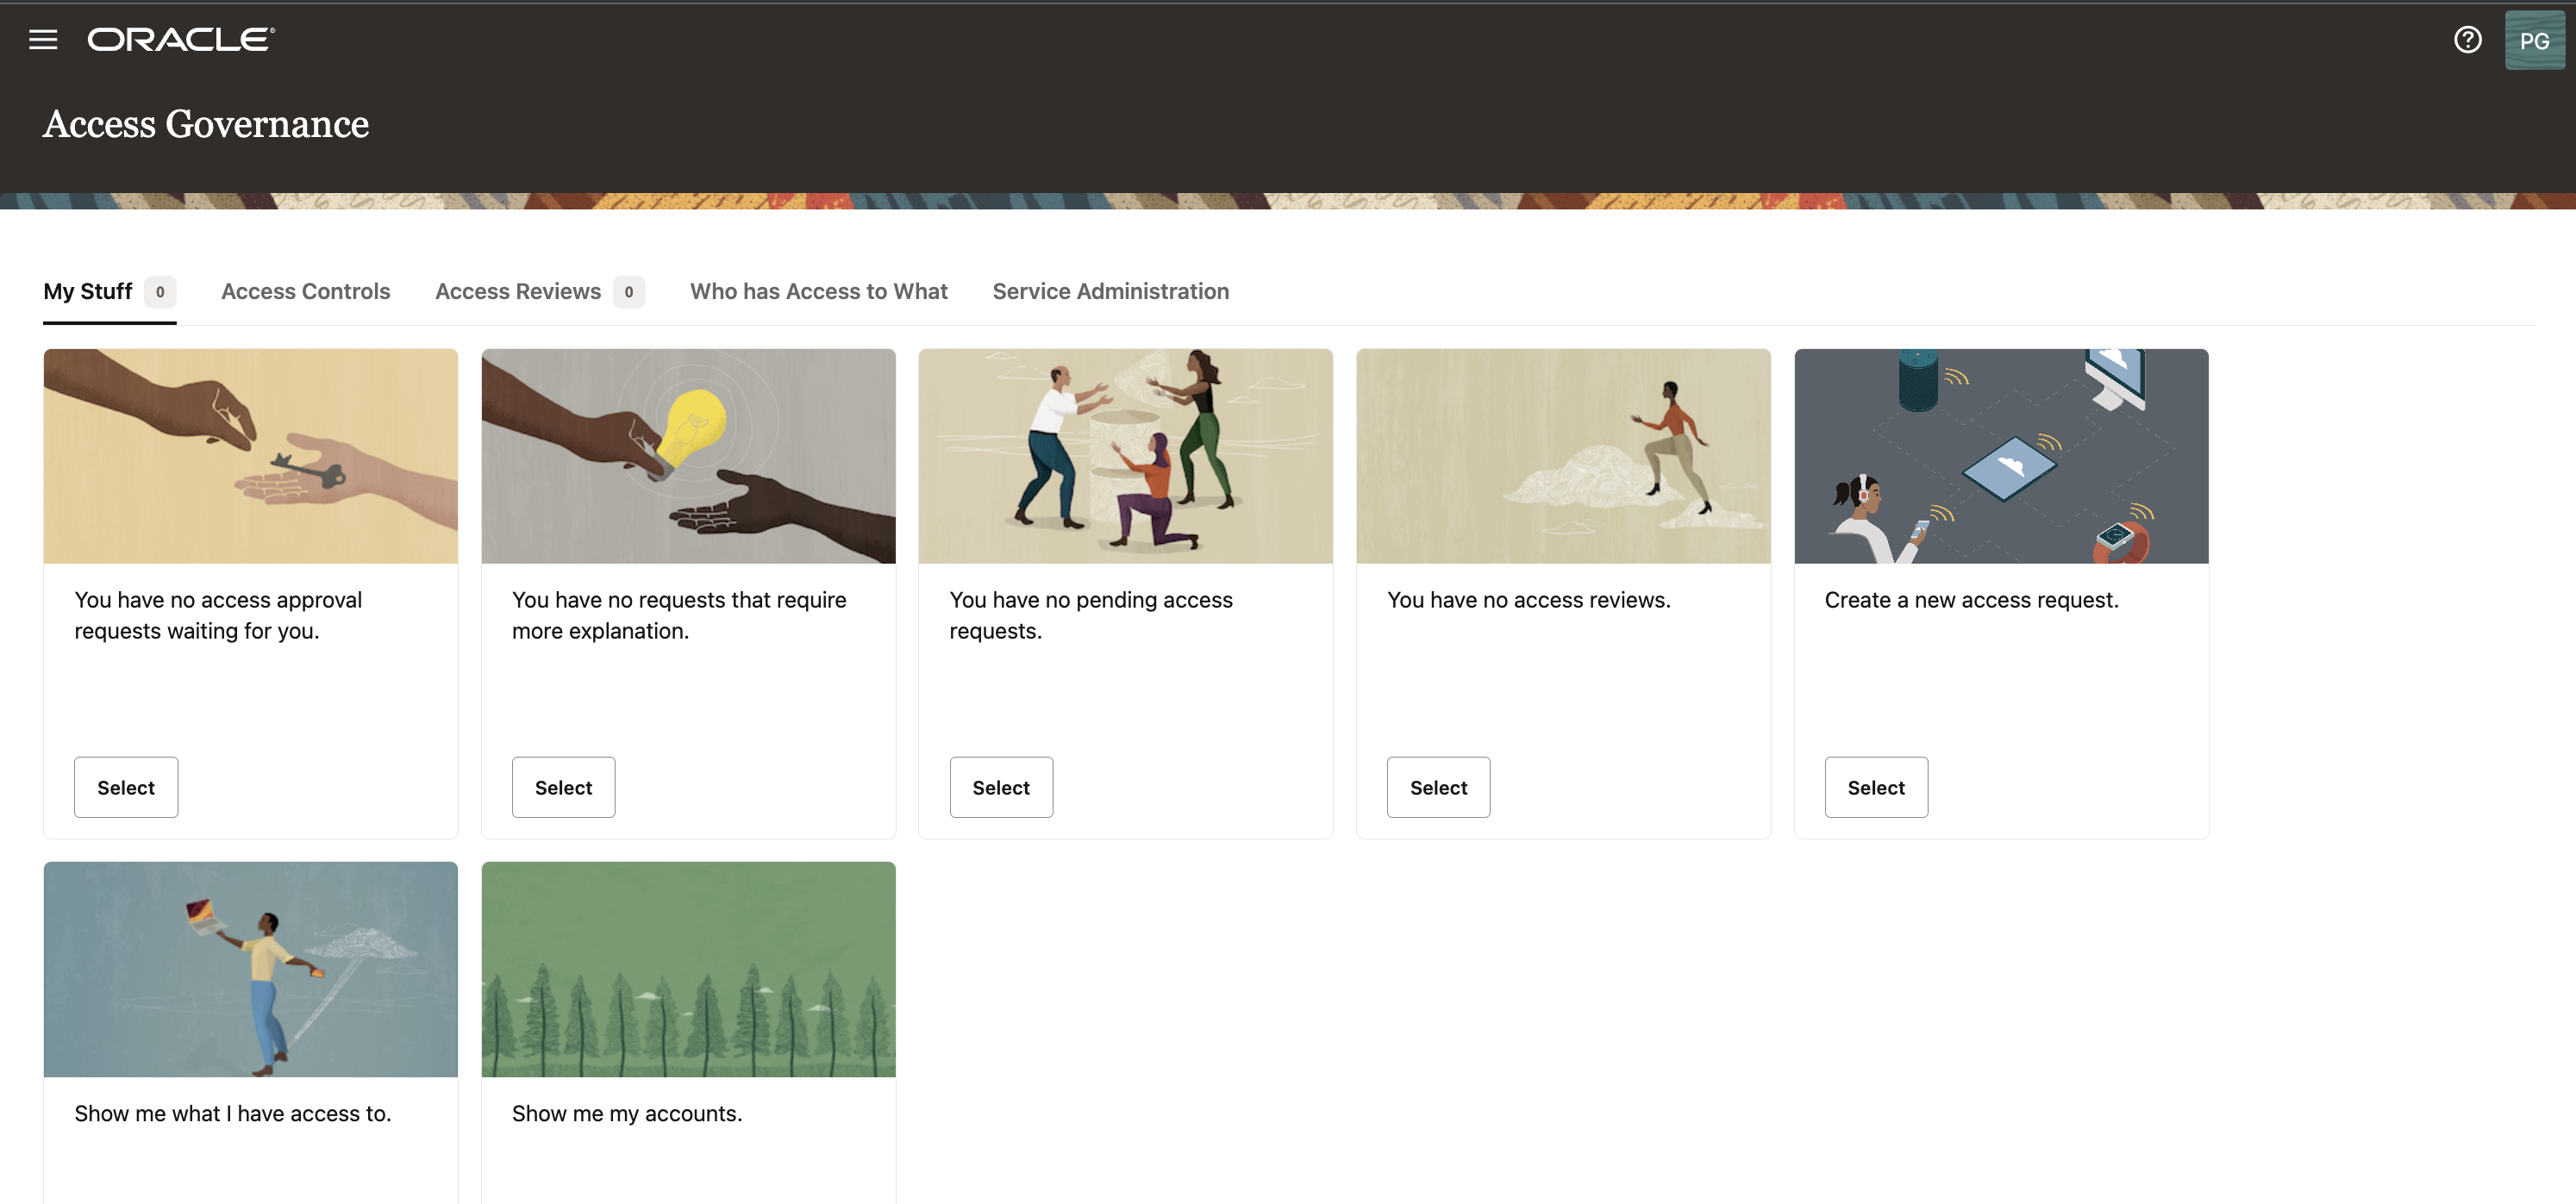 ORACLE
PG
Access Governance
My Stuff 0 Access Controls Access Reviews 0 Who has Access to What Service Administration
You have no access approval
requests waiting for you.
Select
You have no requests that require
more explanation.
Select
You have no pending access
requests.
Select
You have no access reviews.
Select
Create a new access request.
Select
Show me what I have access to.
Show me my accounts.